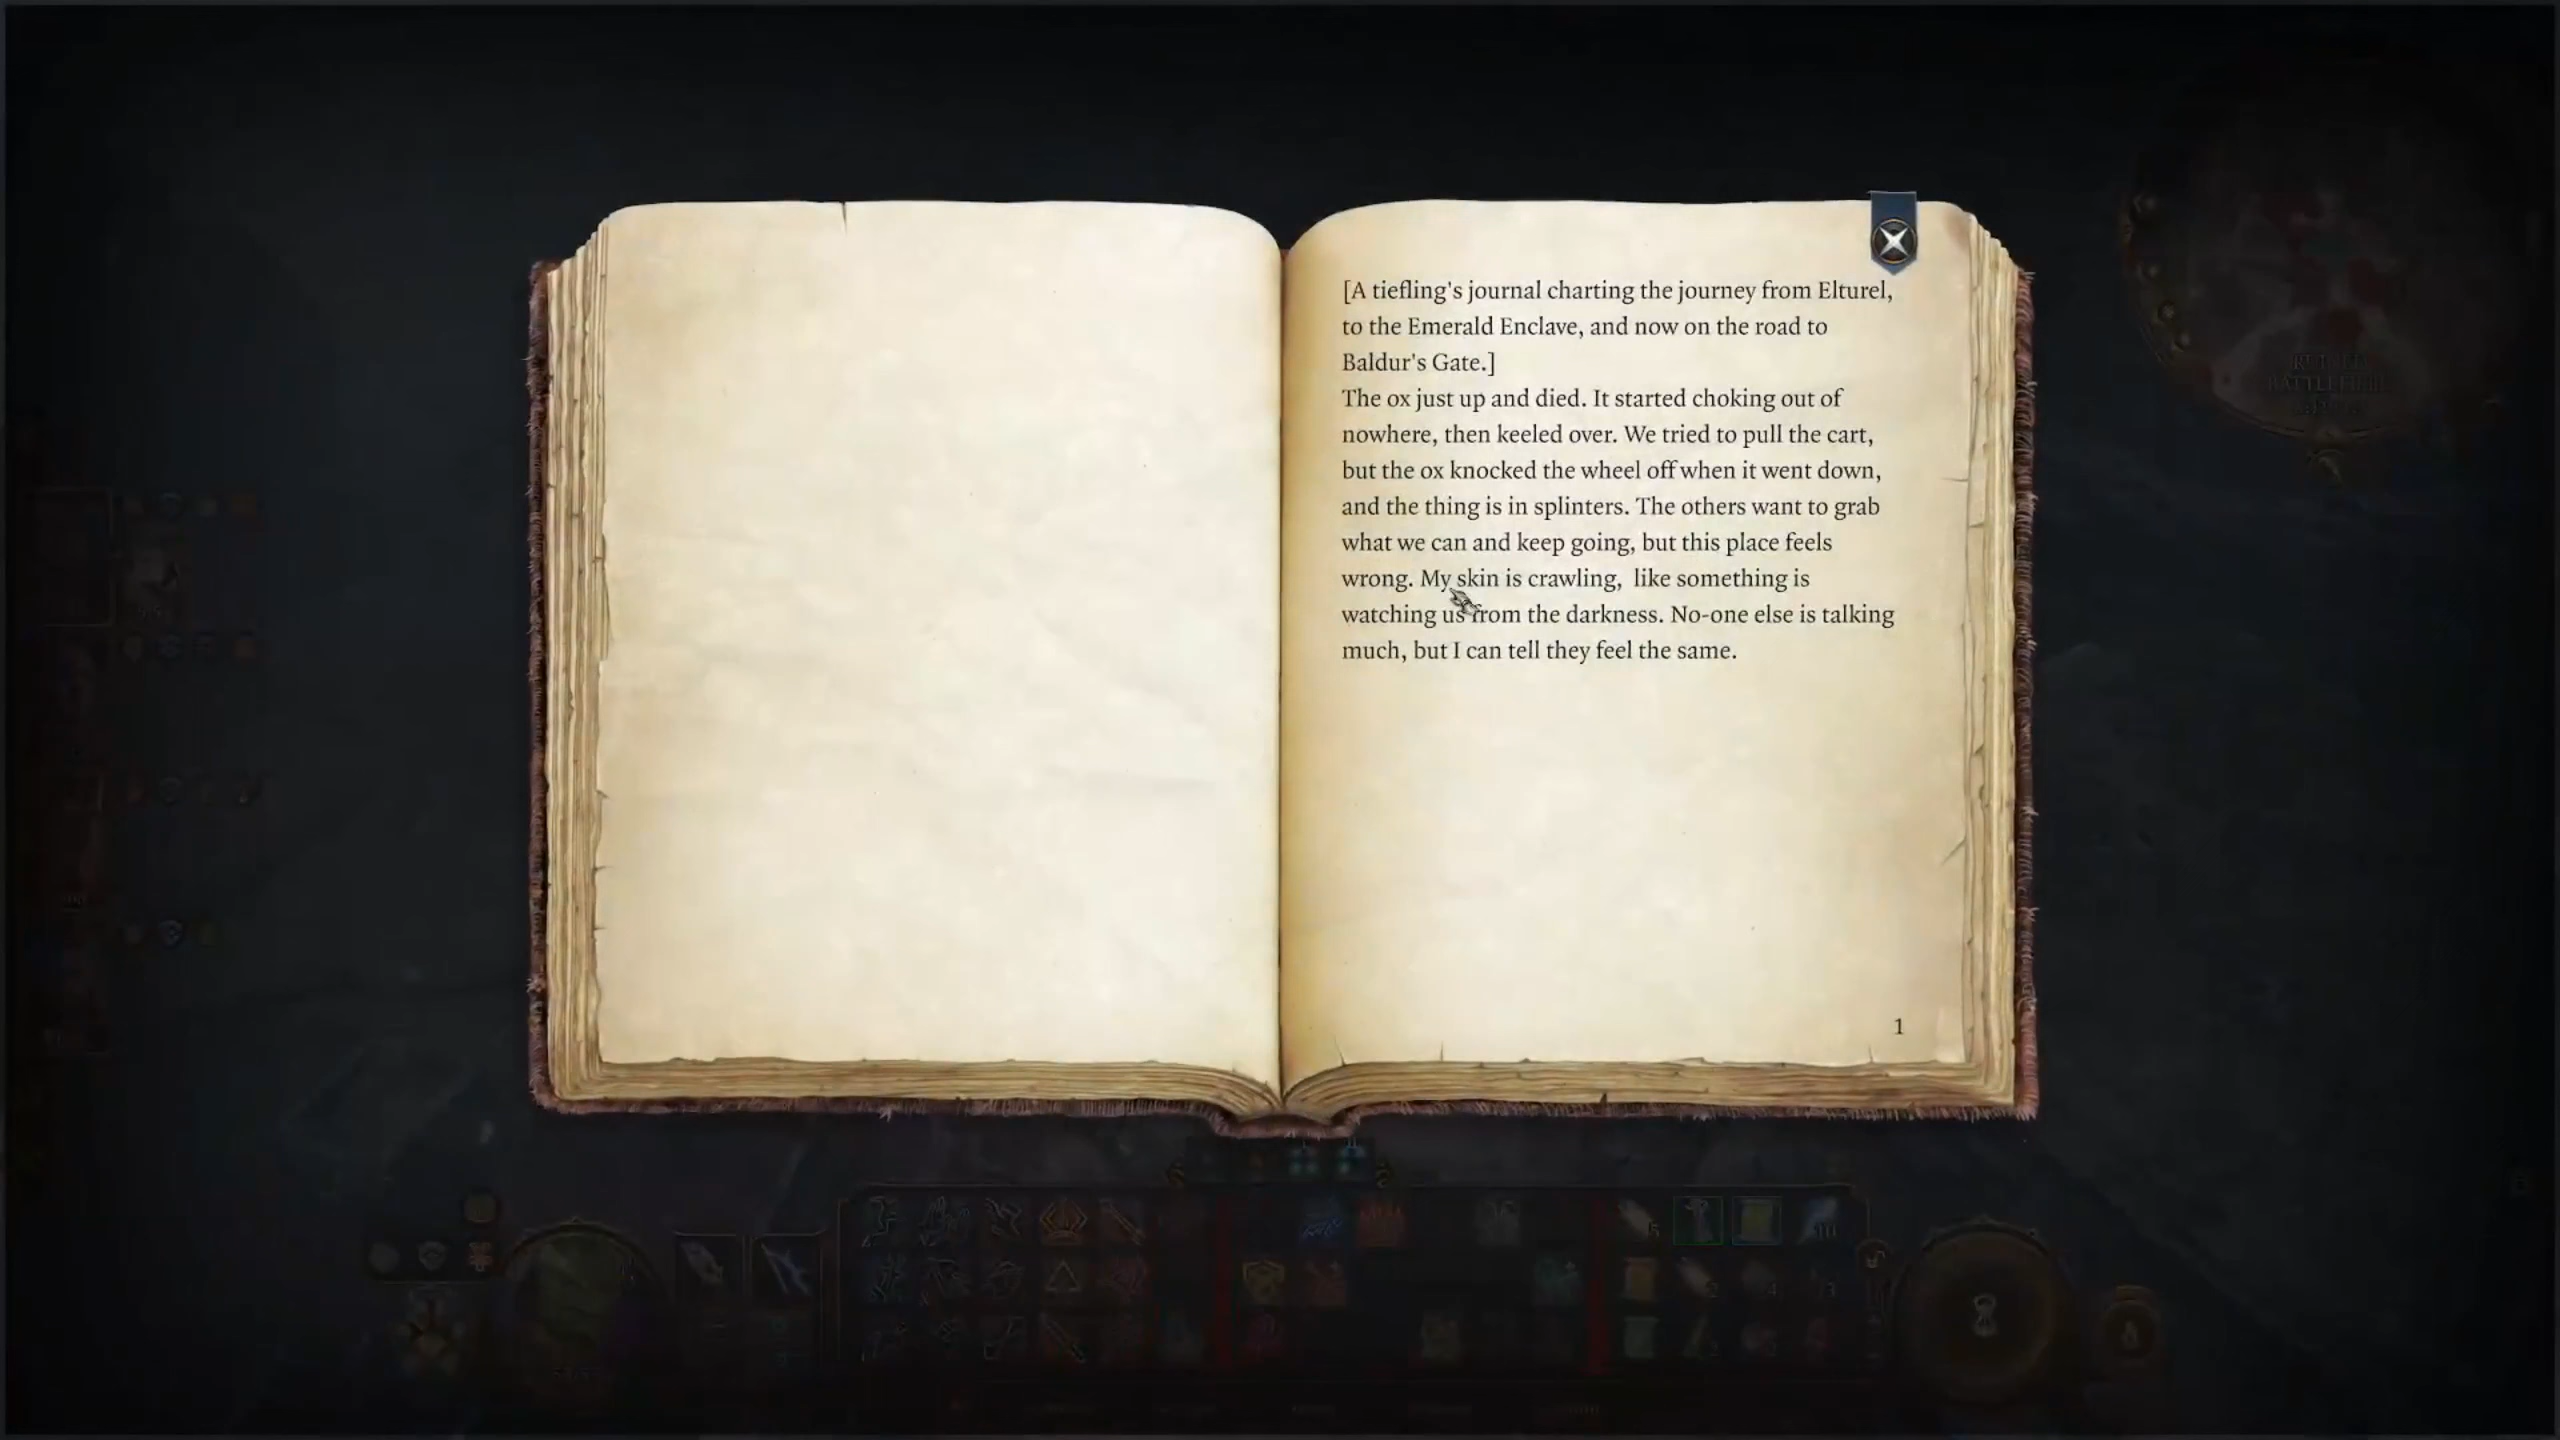 [A tiefling's journal charting the journey from Elturel,
to the Emerald Enclave, and now on the road to
Baldur's Gate.]
The ox just up and died. It started choking out of
nowhere, then keeled over. We tried to pull the cart,
but the ox knocked the wheel off when it went down,
and the thing is in splinters. The others want to grab
what we can and keep going, but this place feels
wrong. My skin is crawling,  like something is
watching us from the darkness. No-one else is talking
much, but I can tell they feel the same.
1